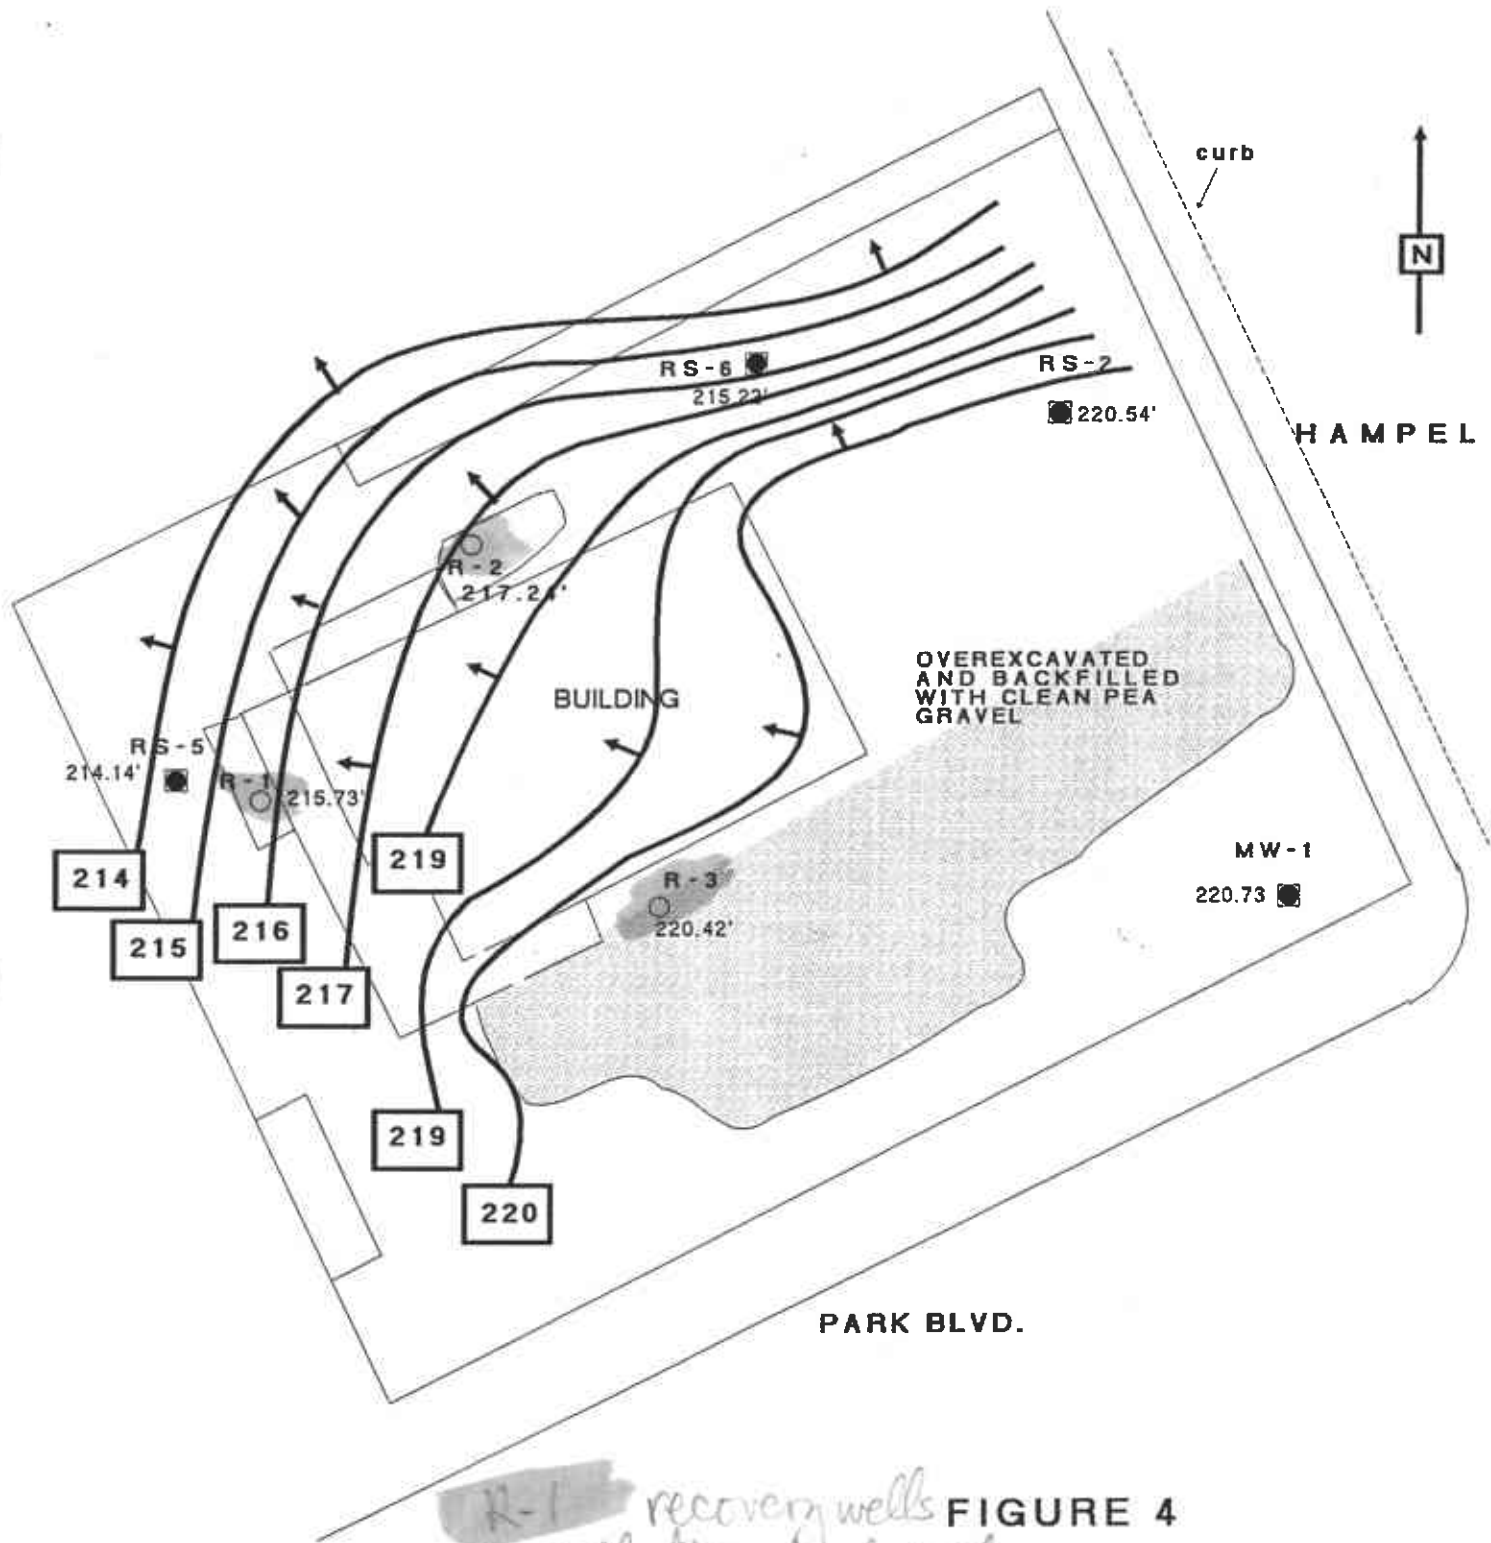 curb
N
RS-6
215.22'
RS-2
220.54'
HAMPEL
R-2
217.24'
OVEREXCAVATED
AND BACKFILLED
WITH CLEAN PEA
GRAVEL
BUILDING
RS-5
214.14'
R-1
215.73'
219
214
R-3
220.42'
MW-1
220.73
216
215
217
219
220
PARK BLVD.
R-1 recovery wells FIGURE 4